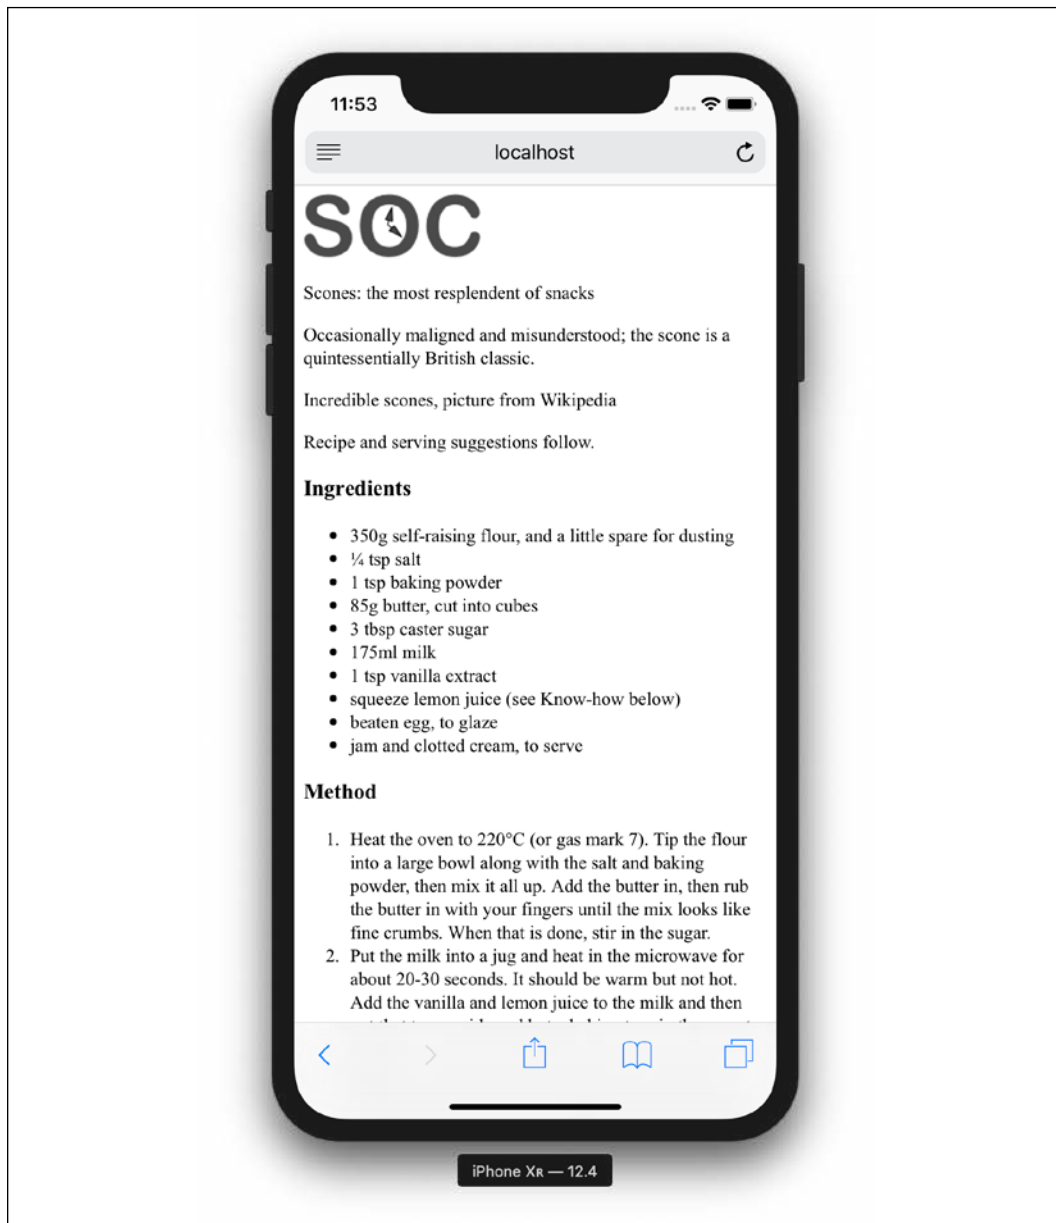 11:53
localhost
SOC
Scones: the most resplendent of snacks
Occasionally maligned and misunderstood; the scone is a
quintessentially British classic.
Incredible scones, picture from Wikipedia
Recipe and serving suggestions follow.
Ingredients
• 350g self-raising flour, and a little spare for dusting
• ¼ tsp salt
• 1 tsp baking powder
• 85g butter, cut into cubes
• 3 tbsp caster sugar
• 175ml milk
• 1 tsp vanilla extract
• squeeze lemon juice (see Know-how below)
• beaten egg, to glaze
• jam and clotted cream, to serve
Method
1. Heat the oven to 220°C (or gas mark 7). Tip the flour
into a large bowl along with the salt and baking
powder, then mix it all up. Add the butter in, then rub
the butter in with your fingers until the mix looks like
fine crumbs. When that is done, stir in the sugar.
2. Put the milk into a jug and heat in the microwave for
about 20-30 seconds. It should be warm but not hot.
Add the vanilla and lemon juice to the milk and then
iPhone XR — 12.4